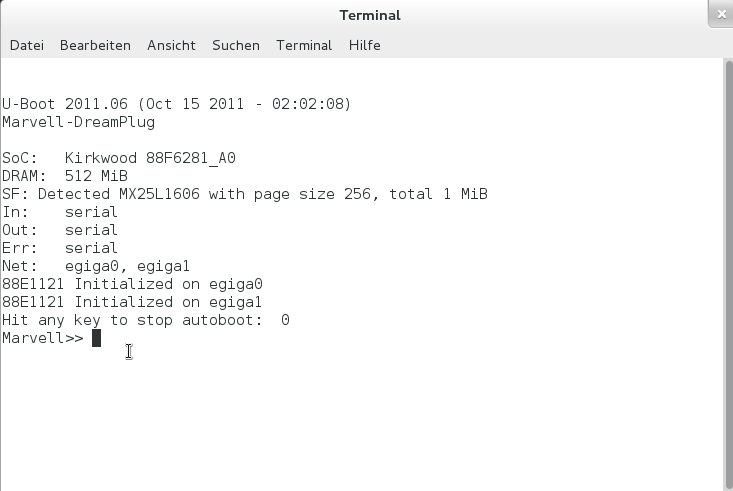 Terminal
Datei Bearbeiten Ansicht Suchen Terminal Hilfe
U-Boot 2011.06 (Oct 15 2011 - 02:02:08)
Marvell-DreamPlug
SoC: Kirkwood 88F6281_A0
DRAM: 512 MiB
SF: Detected MX25L1606 with page size 256, total 1 MiB
In: serial
Out: serial
Err: serial
Net: egiga0, egiga1
88E1121 Initialized on egiga0
88E1121 Initialized on egiga1
Hit any key to stop autoboot: 0
Marvell>>